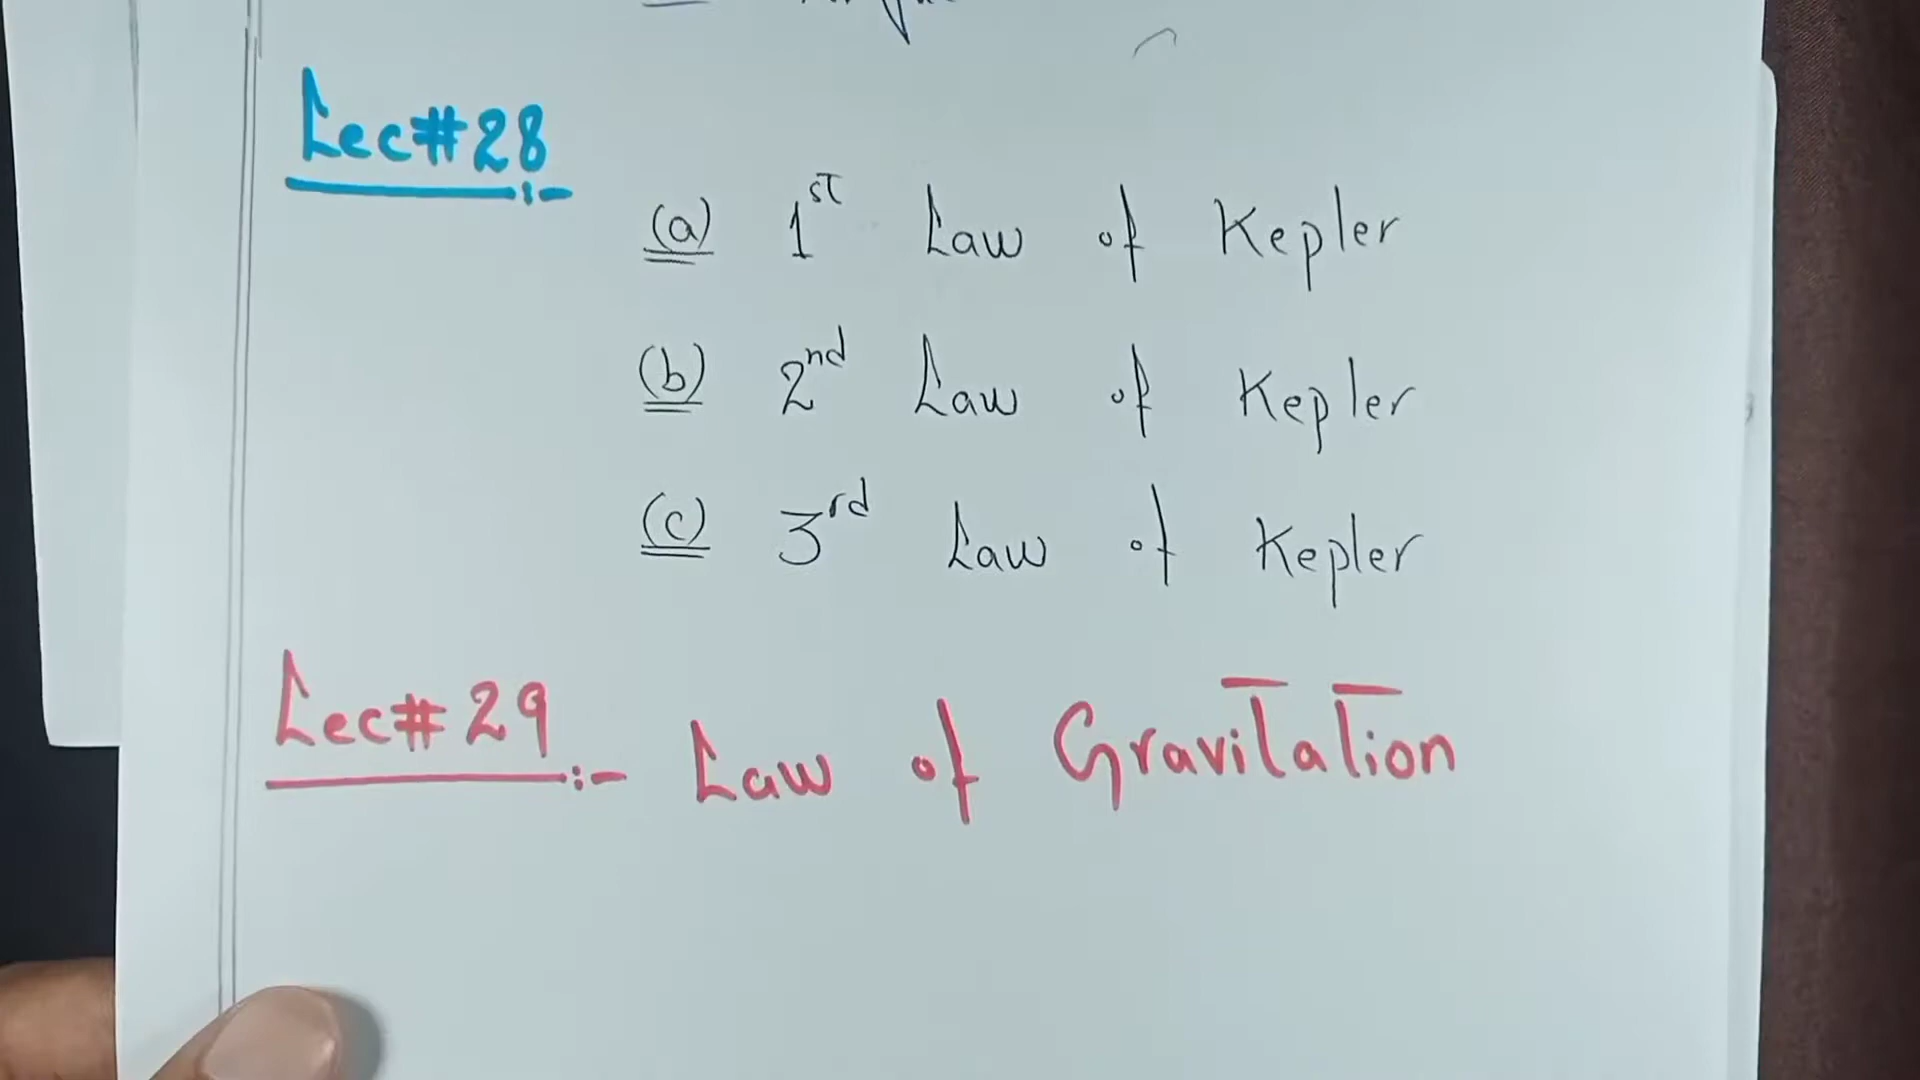 Lec#28 :-
(a) 1st Law of Kepler
(b) 2nd Law of Kepler
(c) 3rd Law of Kepler
Lec#29 :- Law of Gravitation